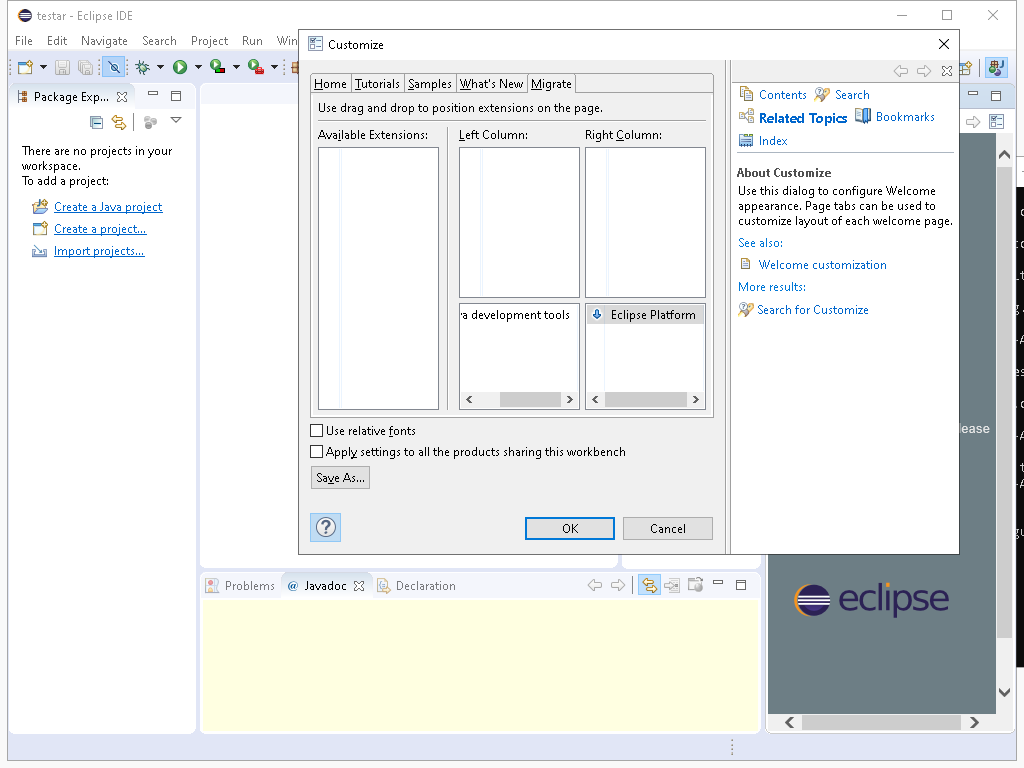 testar - Eclipse IDE
File Edit Navigate Search Project Run Win
Package Exp...
There are no projects in your
workspace.
To add a project:
Create a Java project
Create a project...
Import projects...
Customize
Home Tutorials Samples What's New Migrate
Use drag and drop to position extensions on the page.
Available Extensions: Left Column: Right Column:
a development tools
Eclipse Platform
Use relative fonts
Apply settings to all the products sharing this workbench
Save As...
OK Cancel
Contents Search
Related Topics Bookmarks
Index
About Customize
Use this dialog to configure Welcome
appearance. Page tabs can be used to
customize layout of each welcome page.
See also:
Welcome customization
More results:
Search for Customize
lease
Problems @ Javadoc Declaration
eclipse